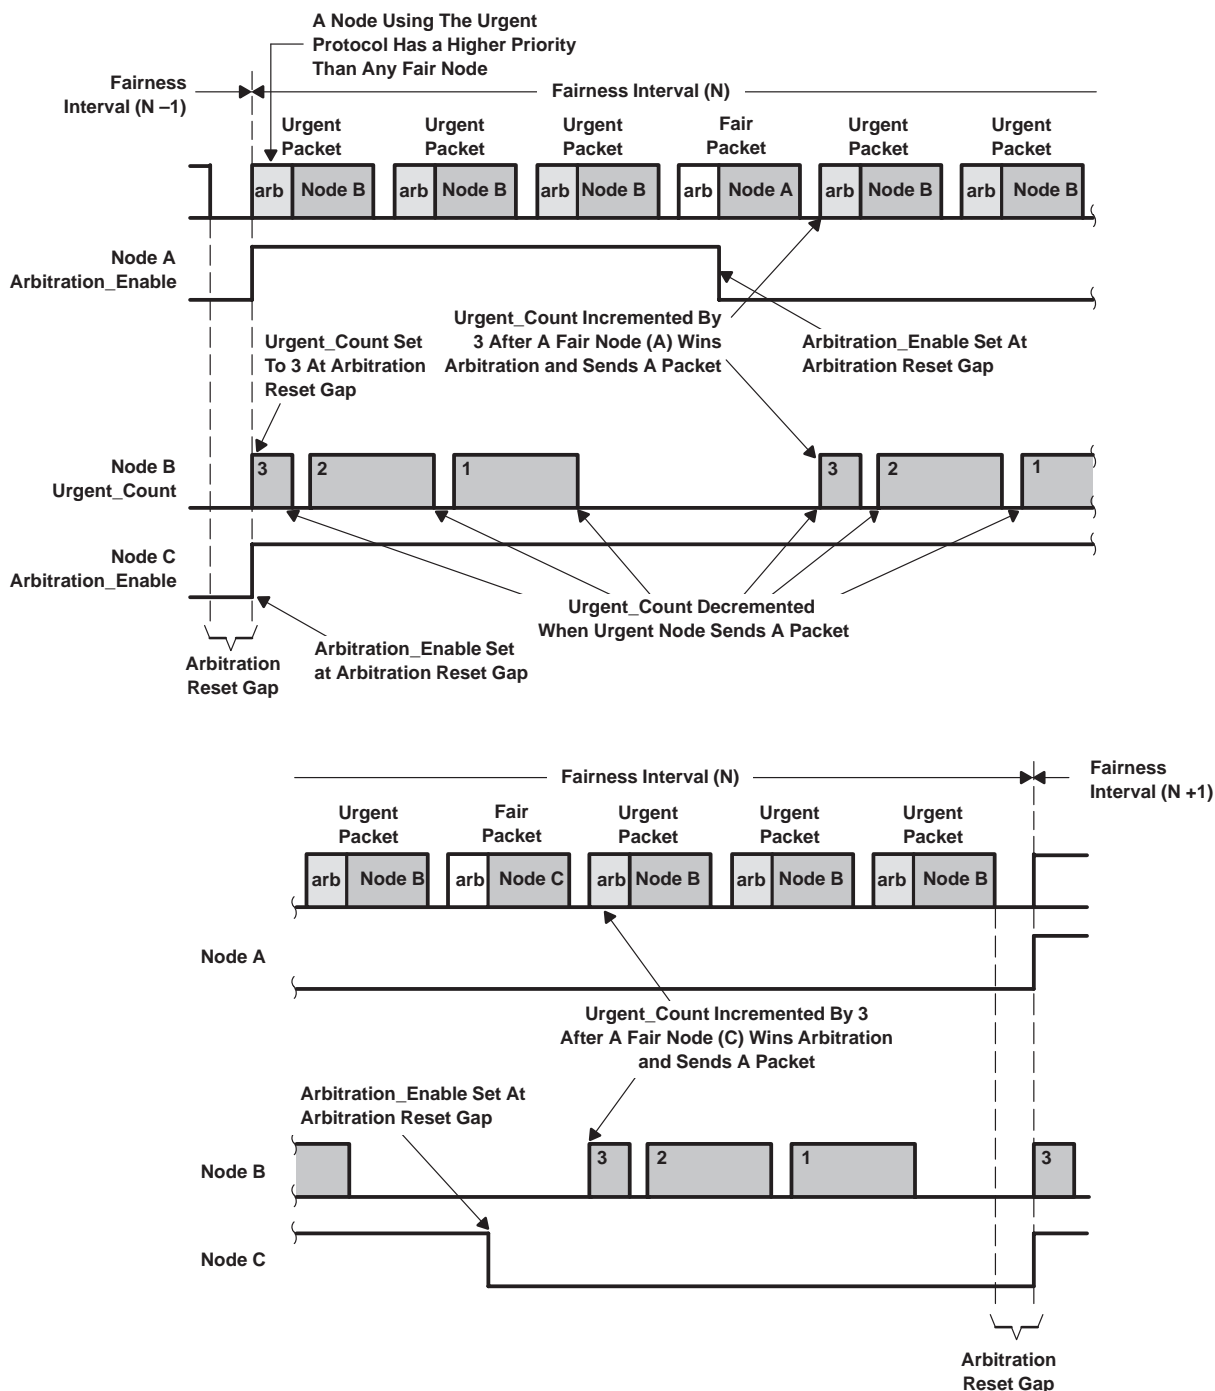 A Node Using The Urgent
Protocol Has a Higher Priority
Than Any Fair Node
Fairness
Interval (N –1)
Fairness Interval (N)
Urgent
Packet
Urgent
Packet
Urgent
Packet
Fair
Packet
Urgent
Packet
Urgent
Packet
arb Node B arb Node B arb Node B arb Node A arb Node B arb Node B
Node A
Arbitration_Enable
Urgent_Count Set
To 3 At Arbitration
Reset Gap
Urgent_Count Incremented By
3 After A Fair Node (A) Wins
Arbitration and Sends A Packet
Arbitration_Enable Set At
Arbitration Reset Gap
Node B
Urgent_Count
3 2 1 3 2 1
Node C
Arbitration_Enable
Urgent_Count Decremented
When Urgent Node Sends A Packet
Arbitration_Enable Set
at Arbitration Reset Gap
Arbitration
Reset Gap
Fairness Interval (N)
Fairness
Interval (N +1)
Urgent
Packet
Fair
Packet
Urgent
Packet
Urgent
Packet
Urgent
Packet
arb Node B arb Node C arb Node B arb Node B arb Node B
Node A
Urgent_Count Incremented By 3
After A Fair Node (C) Wins Arbitration
and Sends A Packet
Arbitration_Enable Set At
Arbitration Reset Gap
Node B
3 2 1 3
Node C
Arbitration
Reset Gap